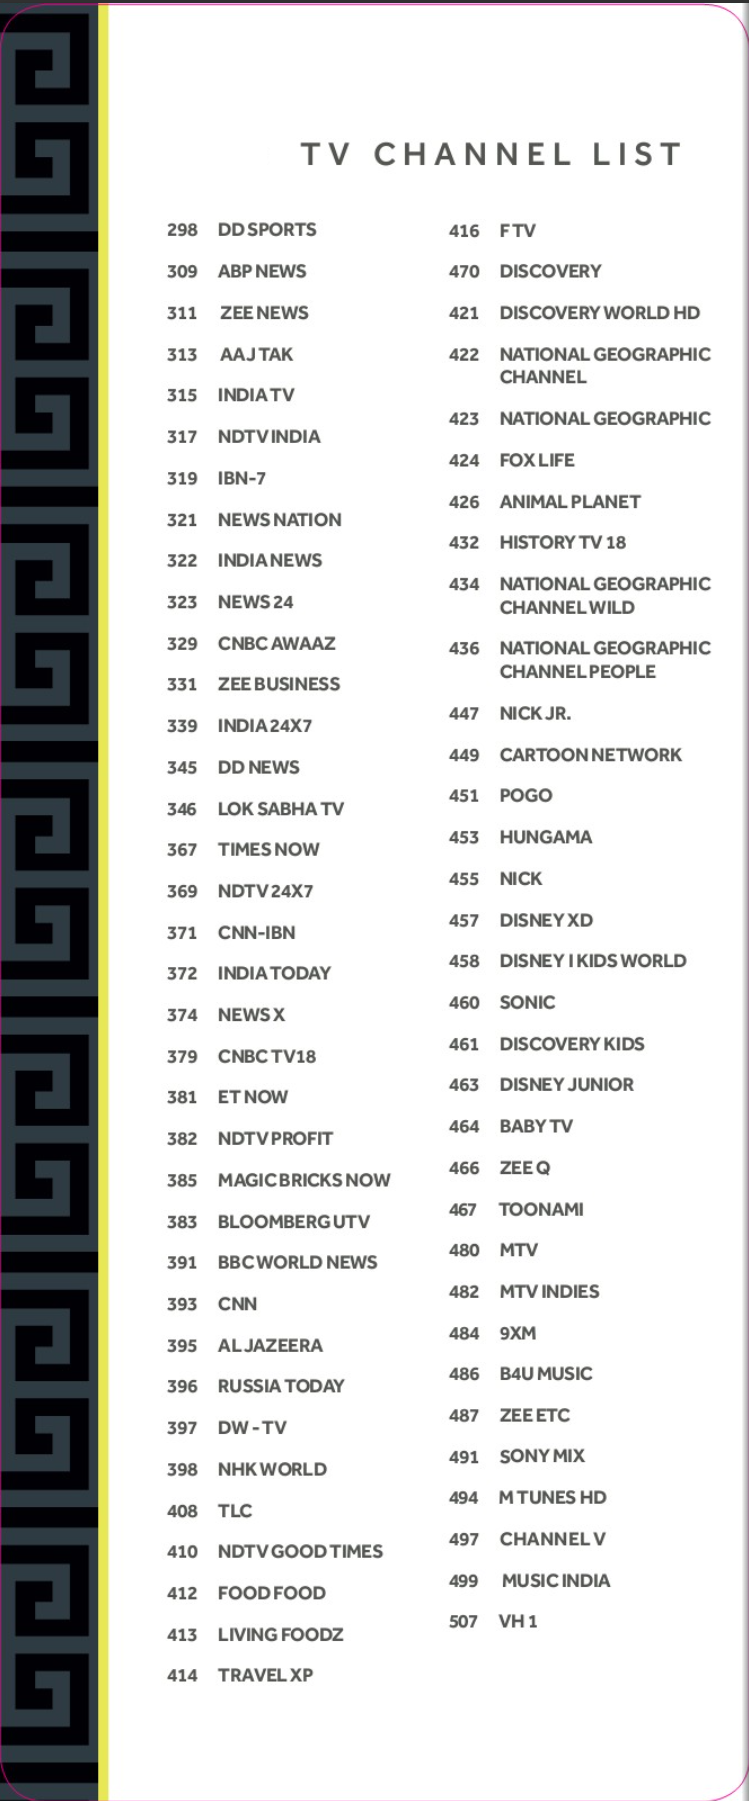 TV CHANNEL LIST
298 DD SPORTS
309 ABP NEWS
311 ZEE NEWS
313 AAJ TAK
315 INDIA TV
317 NDTV INDIA
319 IBN-7
321 NEWS NATION
322 INDIA NEWS
323 NEWS 24
329 CNBC AWAAZ
331 ZEE BUSINESS
339 INDIA 24X7
345 DD NEWS
346 LOK SABHA TV
367 TIMES NOW
369 NDTV 24X7
371 CNN-IBN
372 INDIA TODAY
374 NEWS X
379 CNBC TV18
381 ET NOW
382 NDTV PROFIT
385 MAGIC BRICKS NOW
383 BLOOMBERG UTV
391 BBC WORLD NEWS
393 CNN
395 AL JAZEERA
396 RUSSIA TODAY
397 DW - TV
398 NHK WORLD
408 TLC
410 NDTV GOOD TIMES
412 FOOD FOOD
413 LIVING FOODZ
414 TRAVEL XP
416 F TV
470 DISCOVERY
421 DISCOVERY WORLD HD
422 NATIONAL GEOGRAPHIC
CHANNEL
423 NATIONAL GEOGRAPHIC
424 FOX LIFE
426 ANIMAL PLANET
432 HISTORY TV 18
434 NATIONAL GEOGRAPHIC
CHANNEL WILD
436 NATIONAL GEOGRAPHIC
CHANNEL PEOPLE
447 NICK JR.
449 CARTOON NETWORK
451 POGO
453 HUNGAMA
455 NICK
457 DISNEY XD
458 DISNEY I KIDS WORLD
460 SONIC
461 DISCOVERY KIDS
463 DISNEY JUNIOR
464 BABY TV
466 ZEE Q
467 TOONAMI
480 MTV
482 MTV INDIES
484 9XM
486 B4U MUSIC
487 ZEE ETC
491 SONY MIX
494 M TUNES HD
497 CHANNEL V
499 MUSIC INDIA
507 VH 1